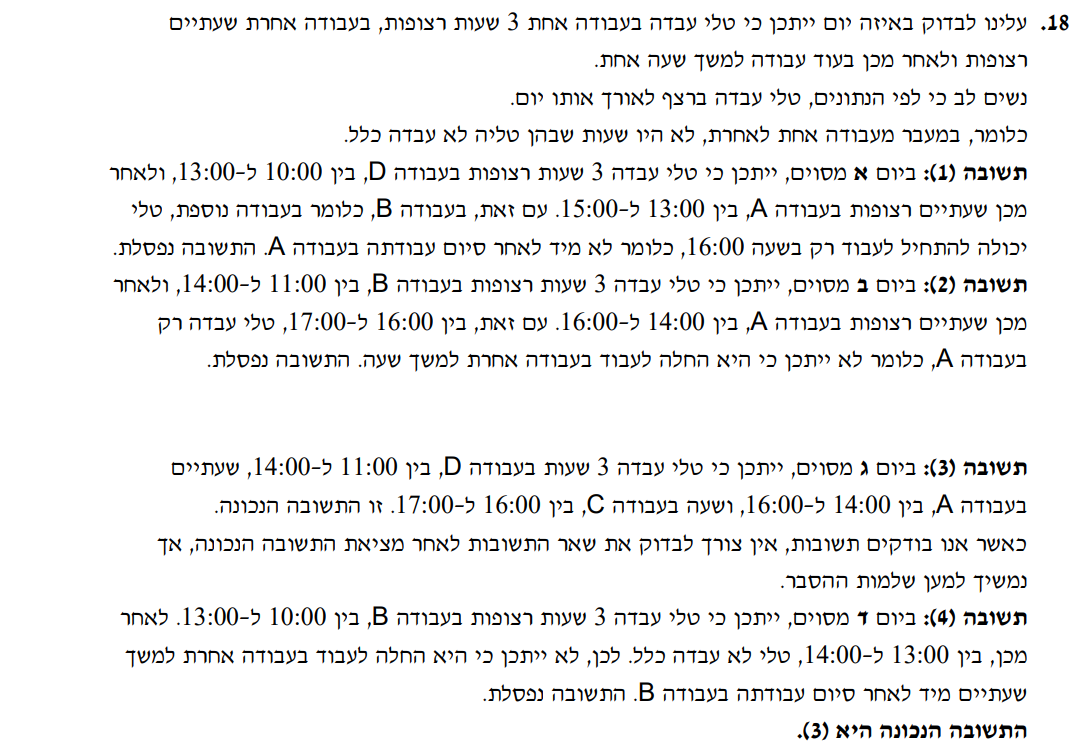 18. עלינו לבדוק באיזה יום ייתכן כי טלי עבדה בעבודה אחת 3 שעות רצופות, בעבודה אחרת שעתיים
רצופות ולאחר מכן בעוד עבודה למשך שעה אחת.
נשים לב כי לפי הנתונים, טלי עבדה ברצף לאורך אותו יום.
כלומר, במעבר מעבודה אחת לאחרת, לא היו שעות שבהן טליה לא עבדה כלל.
תשובה (1): ביום א מסוים, ייתכן כי טלי עבדה 3 שעות רצופות בעבודה D, בין 10:00 ל-13:00, ולאחר
מכן שעתיים רצופות בעבודה A, בין 13:00 ל-15:00. עם זאת, בעבודה B, כלומר בעבודה נוספת, טלי
יכולה להתחיל לעבוד רק בשעה 16:00, כלומר לא מיד לאחר סיום עבודתה בעבודה A. התשובה נפסלת.
תשובה (2): ביום ב מסוים, ייתכן כי טלי עבדה 3 שעות רצופות בעבודה B, בין 11:00 ל-14:00, ולאחר
מכן שעתיים רצופות בעבודה A, בין 14:00 ל-16:00. עם זאת, בין 16:00 ל-17:00, טלי עבדה רק
בעבודה A, כלומר לא ייתכן כי היא החלה לעבוד בעבודה אחרת למשך שעה. התשובה נפסלת.
תשובה (3): ביום ג מסוים, ייתכן כי טלי עבדה 3 שעות בעבודה D, בין 11:00 ל-14:00, שעתיים
בעבודה A, בין 14:00 ל-16:00, ושעה בעבודה C, בין 16:00 ל-17:00. זו התשובה הנכונה.
כאשר אנו בודקים תשובות, אין צורך לבדוק את שאר התשובות לאחר מציאת התשובה הנכונה, אך
נמשיך למען שלמות ההסבר.
תשובה (4): ביום ד מסוים, ייתכן כי טלי עבדה 3 שעות רצופות בעבודה B, בין 10:00 ל-13:00. לאחר
מכן, בין 13:00 ל-14:00, טלי לא עבדה כלל. לכן, לא ייתכן כי היא החלה לעבוד בעבודה אחרת למשך
שעתיים מיד לאחר סיום עבודתה בעבודה B. התשובה נפסלת.
התשובה הנכונה היא (3).